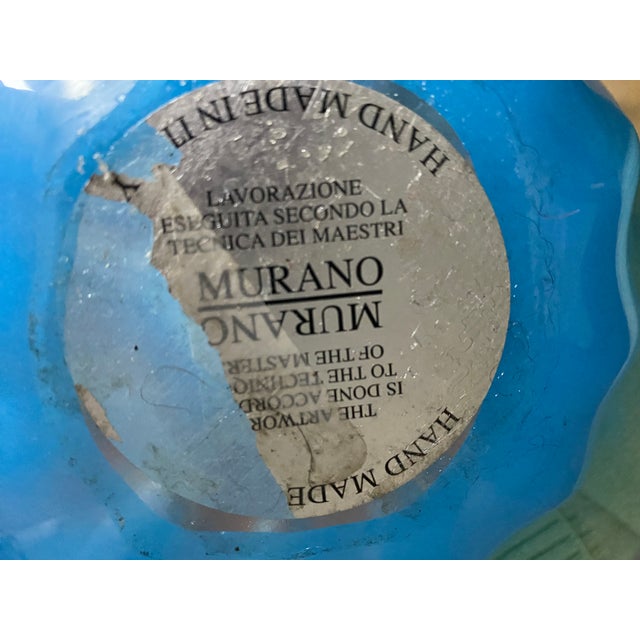 HAND MADE IN
LAVORAZIONE
ESEGUITA SECONDO LA
TECNICA DEI MAESTRI
MURANO
MURANO
THE ARTWOR
IS DONE ACCORD
TO THE TECHNIQ
OF THE MASTER
HAND MADE